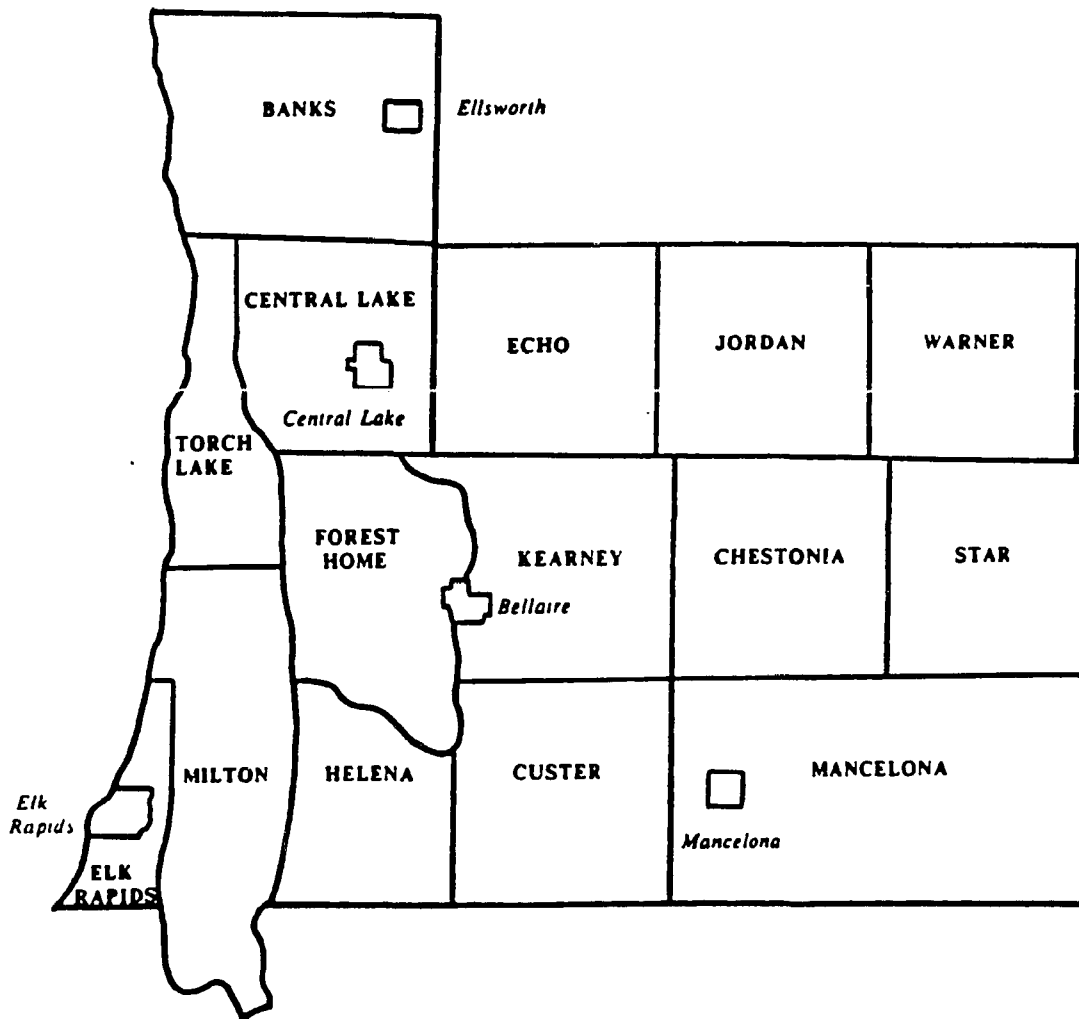 BANKS
Ellsworth
CENTRAL LAKE
Central Lake
ECHO
JORDAN
WARNER
TORCH
LAKE
FOREST
HOME
KEARNEY
Bellaire
CHESTONIA
STAR
MILTON
HELENA
CUSTER
MANCELONA
Mancelona
Elk
Rapids
ELK
RAPIDS